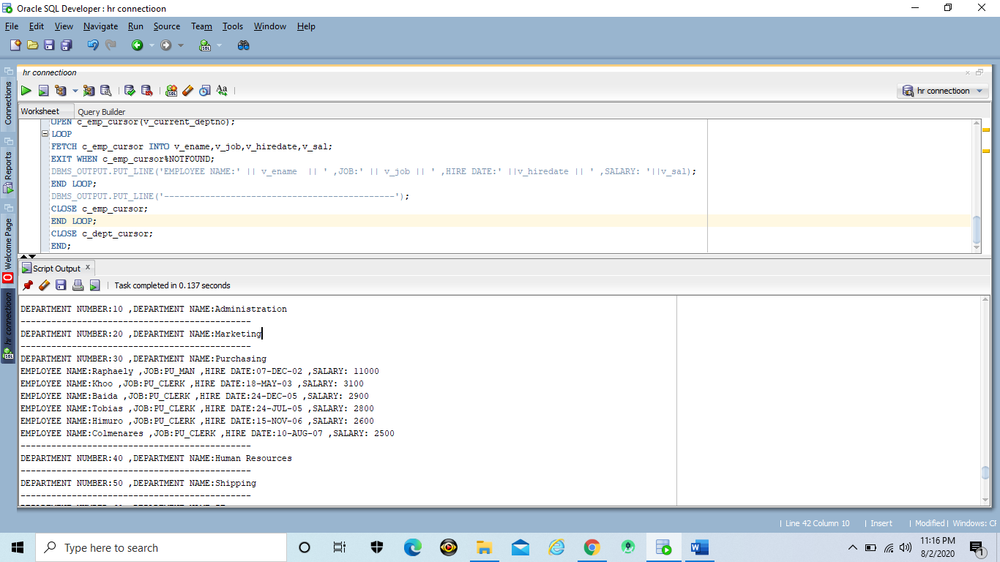 Oracle SQL Developer : hr connectioon
File Edit View Navigate Run Source Team Tools Window Help
SQL
Connections
Reports
Welcome Page
hr connectioon
SQL
hr connectioon
SQL
Aa
hr connectioon
Worksheet Query Builder
OPEN c_emp_cursor(v_current_deptno);
LOOP
FETCH c_emp_cursor INTO v_ename,v_job,v_hiredate,v_sal;
EXIT WHEN c_emp_cursor%NOTFOUND;
DBMS_OUTPUT.PUT_LINE('EMPLOYEE NAME:' || v_ename  || ' ,JOB:' || v_job || ' ,HIRE DATE:' ||v_hiredate || ' ,SALARY: '||v_sal);
END LOOP;
DBMS_OUTPUT.PUT_LINE('---------------------------------------------');
CLOSE c_emp_cursor;
END LOOP;
CLOSE c_dept_cursor;
END;
Script Output x
Task completed in 0.137 seconds
DEPARTMENT NUMBER:10 ,DEPARTMENT NAME:Administration
---------------------------------------------
DEPARTMENT NUMBER:20 ,DEPARTMENT NAME:Marketing
---------------------------------------------
DEPARTMENT NUMBER:30 ,DEPARTMENT NAME:Purchasing
EMPLOYEE NAME:Raphaely ,JOB:PU_MAN ,HIRE DATE:07-DEC-02 ,SALARY: 11000
EMPLOYEE NAME:Khoo ,JOB:PU_CLERK ,HIRE DATE:18-MAY-03 ,SALARY: 3100
EMPLOYEE NAME:Baida ,JOB:PU_CLERK ,HIRE DATE:24-DEC-05 ,SALARY: 2900
EMPLOYEE NAME:Tobias ,JOB:PU_CLERK ,HIRE DATE:24-JUL-05 ,SALARY: 2800
EMPLOYEE NAME:Himuro ,JOB:PU_CLERK ,HIRE DATE:15-NOV-06 ,SALARY: 2600
EMPLOYEE NAME:Colmenares ,JOB:PU_CLERK ,HIRE DATE:10-AUG-07 ,SALARY: 2500
---------------------------------------------
DEPARTMENT NUMBER:40 ,DEPARTMENT NAME:Human Resources
---------------------------------------------
DEPARTMENT NUMBER:50 ,DEPARTMENT NAME:Shipping
---------------------------------------------
| Line 42 Column 10 | Insert | Modified | Windows: CR
Type here to search
W
11:16 PM
8/2/2020
1